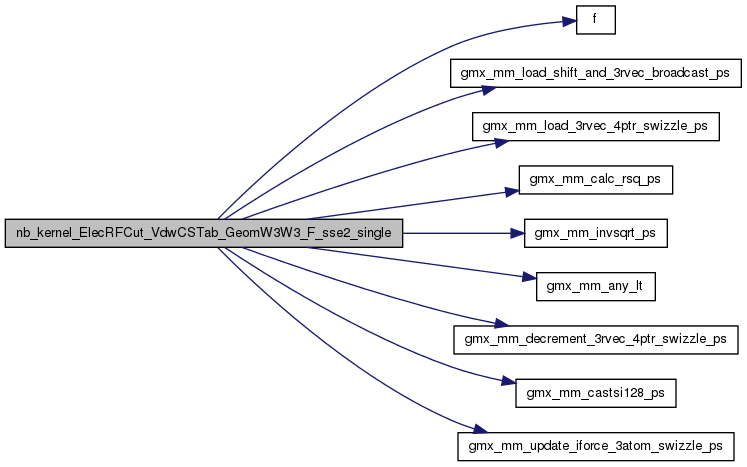 f
gmx_mm_load_shift_and_3rvec_broadcast_ps
gmx_mm_load_3rvec_4ptr_swizzle_ps
gmx_mm_calc_rsq_ps
nb_kernel_ElecRFCut_VdwCSTab_GeomW3W3_F_sse2_single
gmx_mm_invsqrt_ps
gmx_mm_any_lt
gmx_mm_decrement_3rvec_4ptr_swizzle_ps
gmx_mm_castsi128_ps
gmx_mm_update_iforce_3atom_swizzle_ps